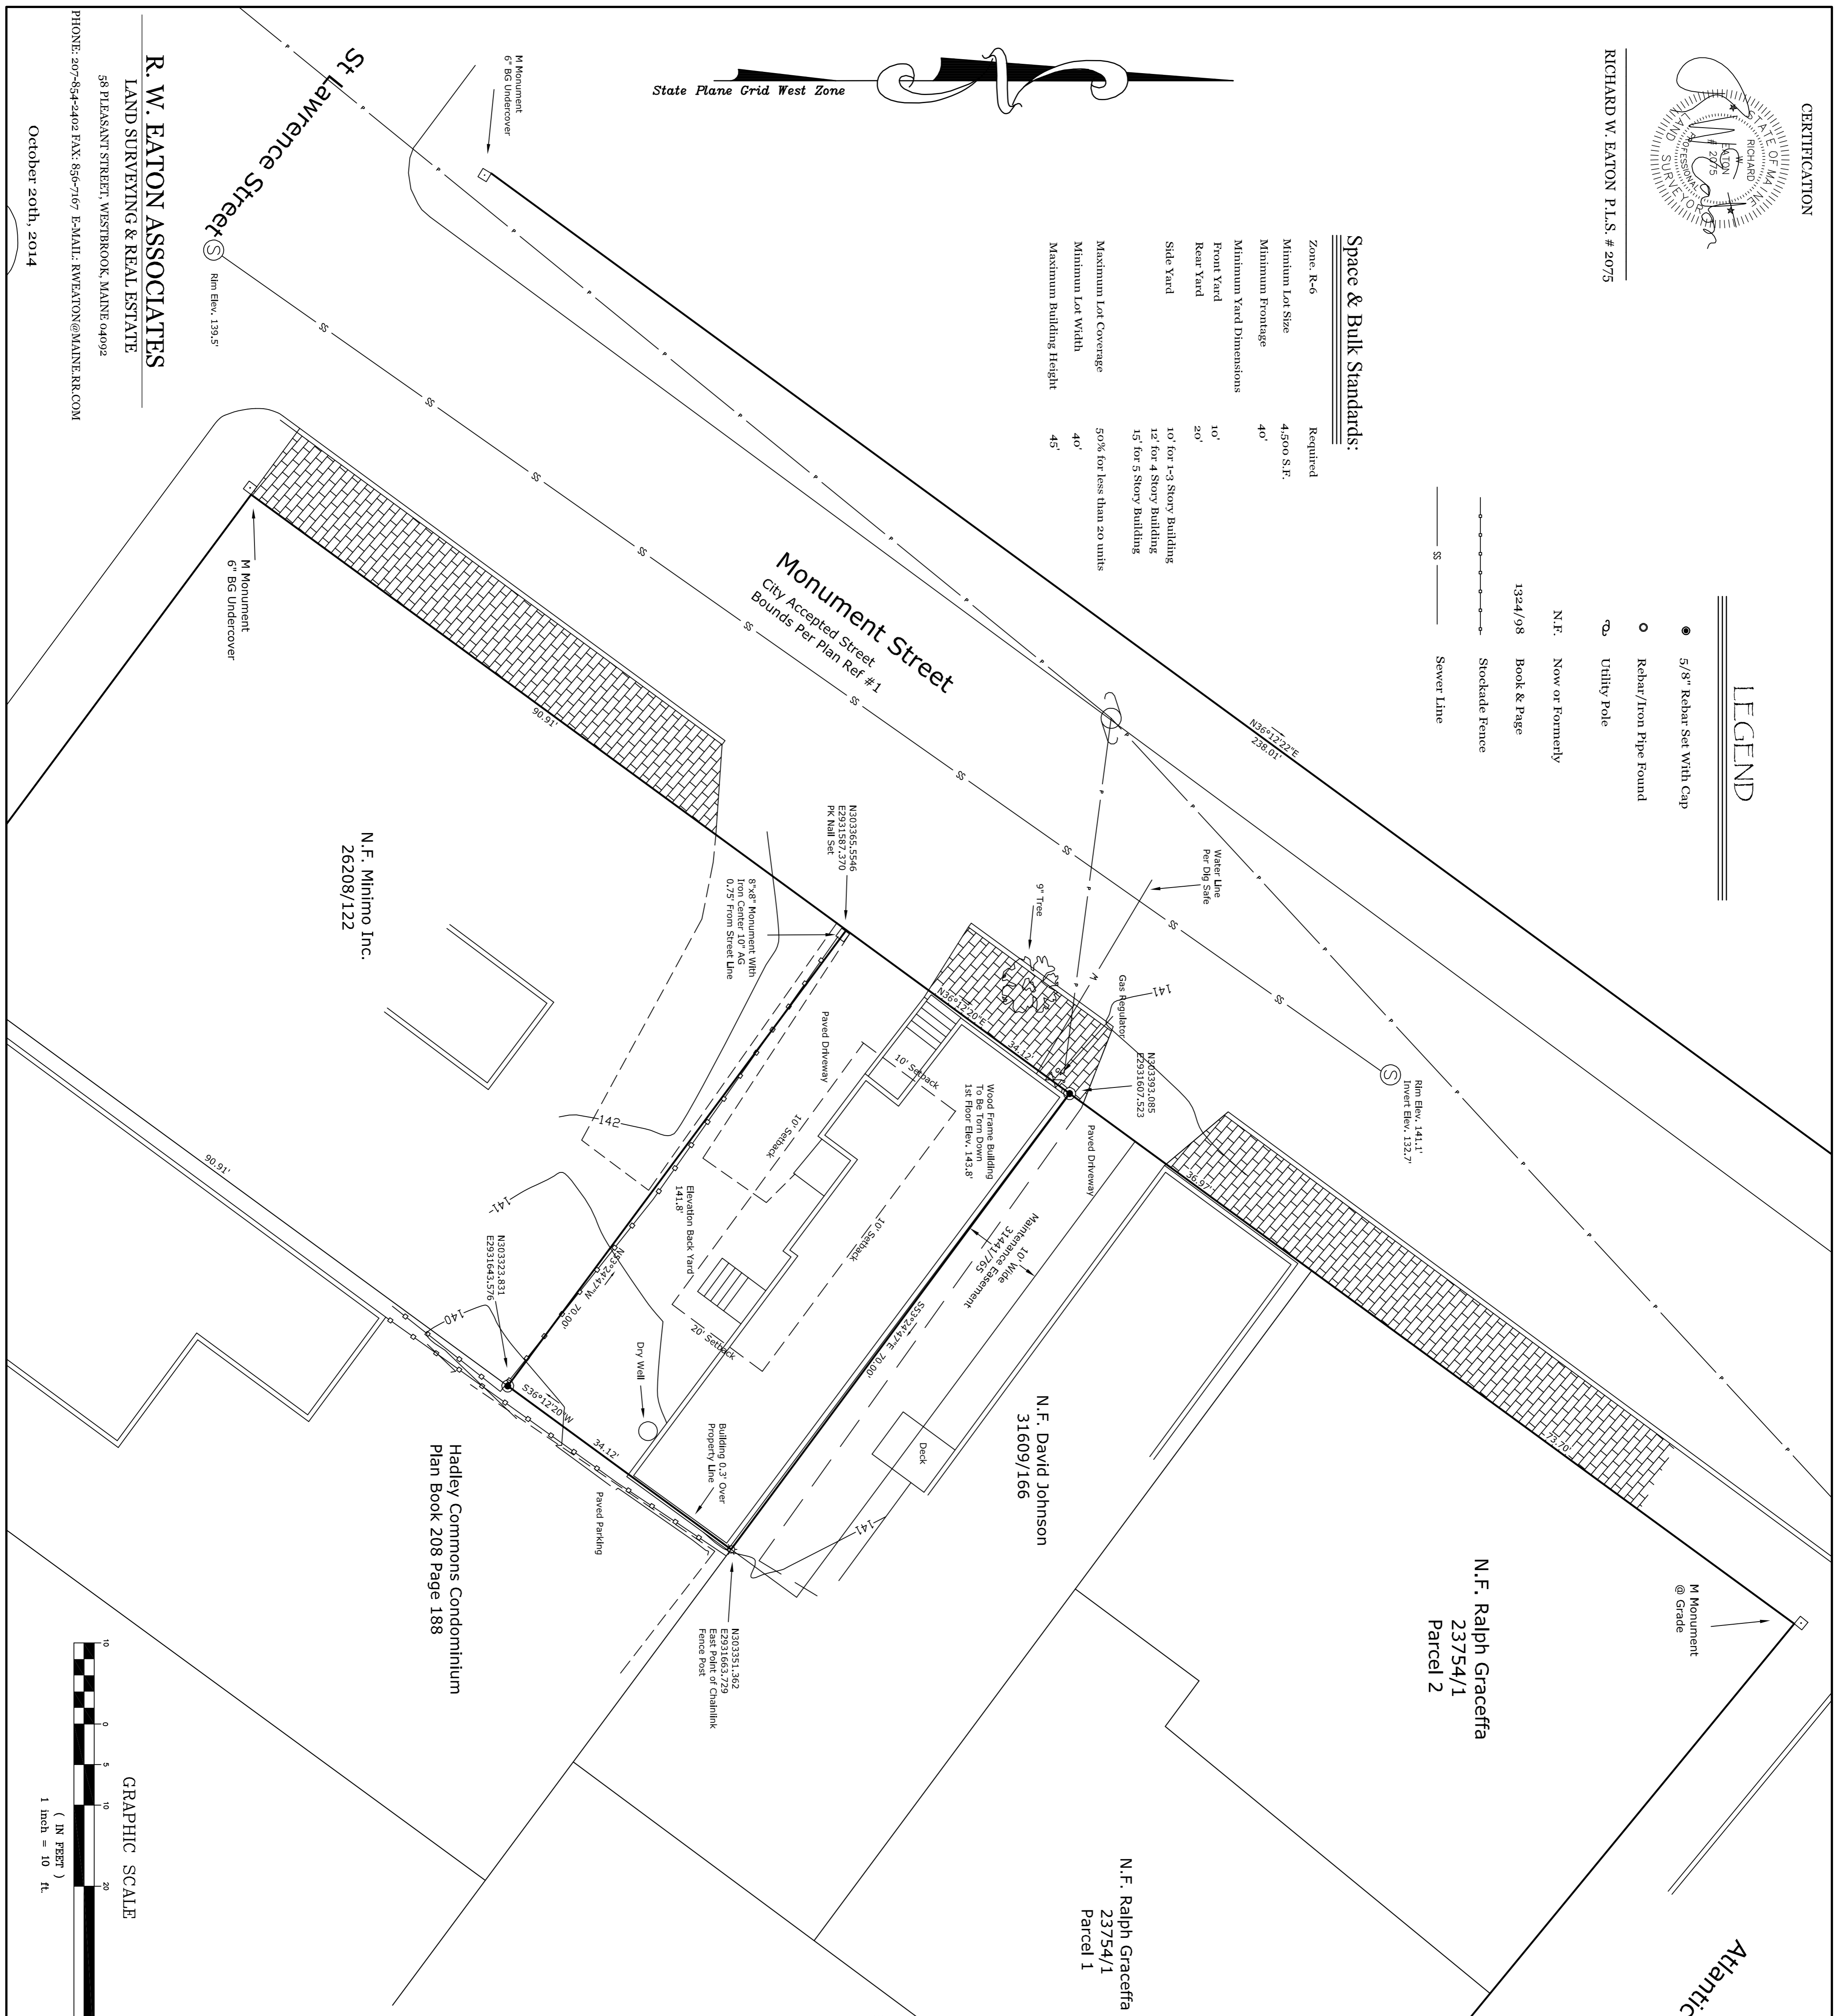 CERTIFICATION
STATE OF MAINE
RICHARD
W
EATON
# 2075
PROFESSIONAL
LAND SURVEYOR
RICHARD W. EATON P.L.S. # 2075
LEGEND
5/8" Rebar Set With Cap
Rebar/Iron Pipe Found
Utility Pole
N.F. Now or Formerly
1324/98 Book & Page
Stockade Fence
SS Sewer Line
Space & Bulk Standards:
Zone. R-6 Required
Mimium Lot Size 4,500 S.F.
Minimum Frontage 40'
Minimum Yard Dimensions
Front Yard 10'
Rear Yard 20'
Side Yard 10' for 1-3 Story Building
12' for 4 Story Building
15' for 5 Story Building
Maximum Lot Coverage 50% for less than 20 units
Minimun Lot Width 40'
Maximum Building Height 45'
State Plane Grid West Zone
M Monument
6" BG Undercover
St Lawrence Street
S
Rim Elev. 139.5'
R. W. EATON ASSOCIATES
LAND SURVEYING & REAL ESTATE
58 PLEASANT STREET, WESTBROOK, MAINE 04092
PHONE: 207-854-2402 FAX: 856-7167 E-MAIL: RWEATON@MAINE.RR.COM
October 20th, 2014
Monument Street
City Accepted Street
Bounds Per Plan Ref #1
N36°12'22"E
238.01'
M Monument
6" BG Undercover
90.91'
N.F. Minimo Inc.
26208/122
N303365.5546
E2931587.370
PK Nail Set
8"x8" Monument With
Iron Center 10" AG
0.75' From Street Line
Water Line
Per Dig Safe
9" Tree
Gas Regulator
141
W
G
N303393.085
E2931607.523
S
Rim Elev. 141.1'
Invert Elev. 132.7'
N36°12'20"E
34.12'
Paved Driveway
10' Setback
Wood Frame Building
To Be Torn Down
1st Floor Elev. 143.8'
Paved Driveway
36.97'
10' Setback
142
10' Setback
10' Wide
Maintenance Easement
31441/765
Elevation Back Yard
141.8'
141
N53°24'47"W 70.00'
S53°24'47"E 70.00'
20' Setback
Dry Well
90.91'
N303323.831
E2931643.576
140
S36°12'20"W
34.12'
Building 0.3' Over
Property Line
Deck
N.F. David Johnson
31609/166
141
73.70'
Paved Parking
Hadley Commons Condominium
Plan Book 208 Page 188
N303351.362
E2931663.729
East Point of Chainlink
Fence Post
N.F. Ralph Graceffa
23754/1
Parcel 2
M Monument
@ Grade
N.F. Ralph Graceffa
23754/1
Parcel 1
Atlantic
GRAPHIC SCALE
10 0 5 10 20
( IN FEET )
1 inch = 10 ft.